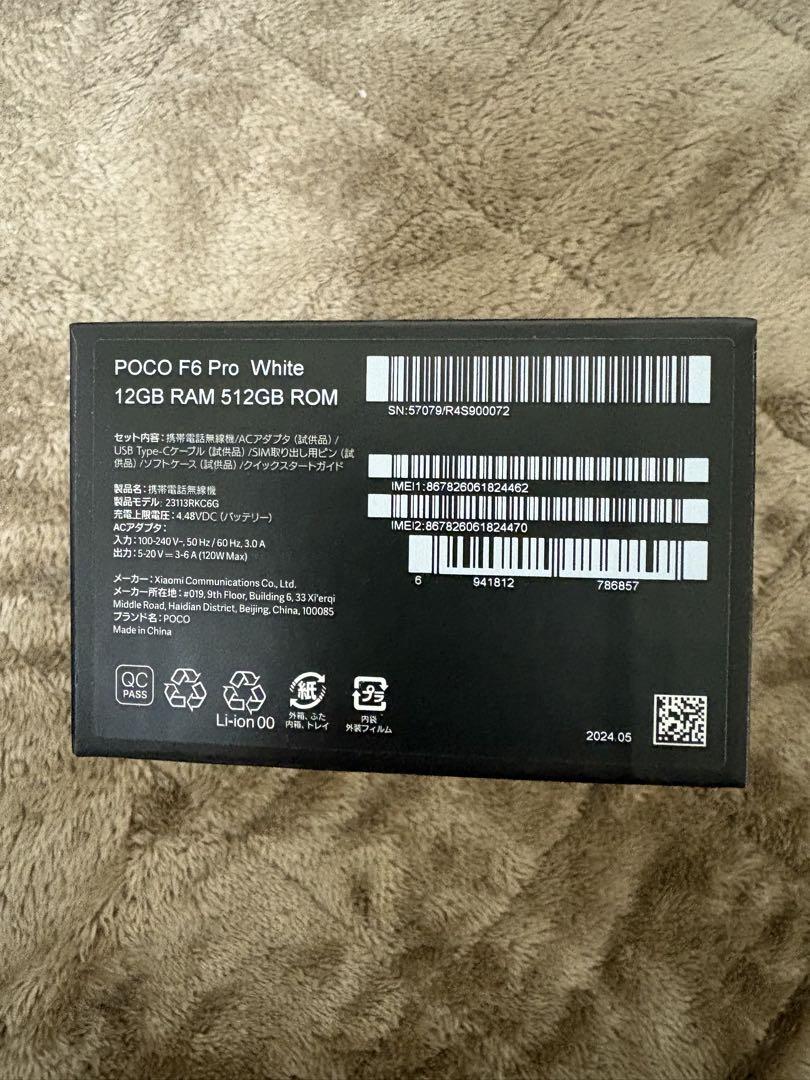 POCO F6 Pro White
12GB RAM 512GB ROM
セット内容：携帯電話無線機/ACアダプタ（試供品）/
USB Type-Cケーブル（試供品）/SIM取り出し用ピン（試
供品）/ソフトケース（試供品）/クイックスタートガイド
製品名：携帯電話無線機
製品モデル：23113RKC6G
充電上限電圧：4.48VDC（バッテリー）
ACアダプタ：
入力：100-240 V~, 50 Hz / 60 Hz, 3.0 A
出力：5-20 V⎓3-6 A (120W Max)
メーカー：Xiaomi Communications Co., Ltd.
メーカー所在地：#019, 9th Floor, Building 6, 33 Xi'erqi
Middle Road, Haidian District, Beijing, China, 100085
ブランド名：POCO
Made in China
SN:57079/R4S900072
IMEI1:867826061824462
IMEI2:867826061824470
6 941812 786857
QC
PASS
Li-ion 00
紙
外箱、ふた
内箱、トレイ
プラ
内袋
外装フィルム
2024.05